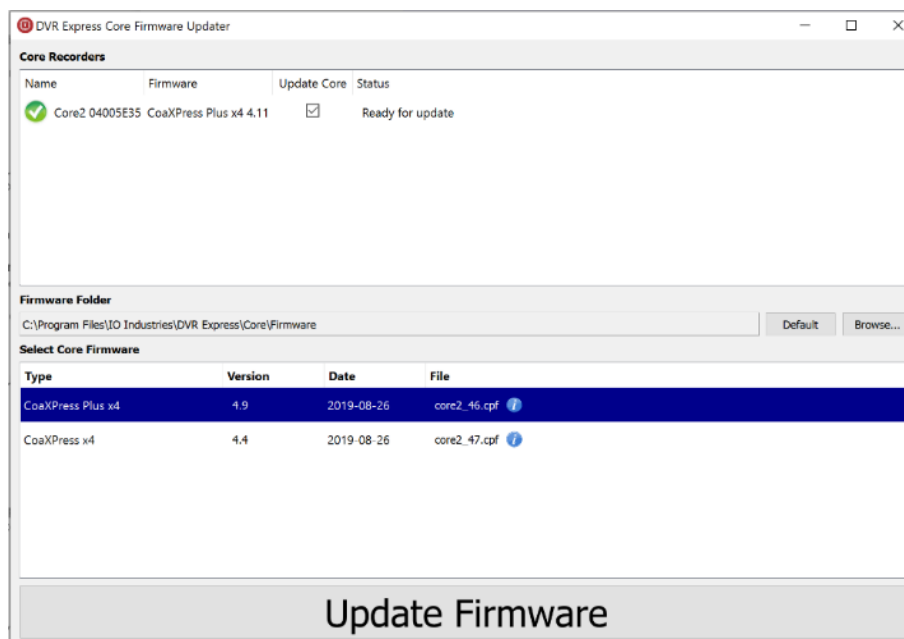 DVR Express Core Firmware Updater
Core Recorders
Name Firmware Update Core Status
Core2 04005E35 CoaXPress Plus x4 4.11 Ready for update
Firmware Folder
C:\Program Files\IO Industries\DVR Express\Core\Firmware Default Browse...
Select Core Firmware
Type Version Date File
CoaXPress Plus x4 4.9 2019-08-26 core2_46.cpf
CoaXPress x4 4.4 2019-08-26 core2_47.cpf
Update Firmware